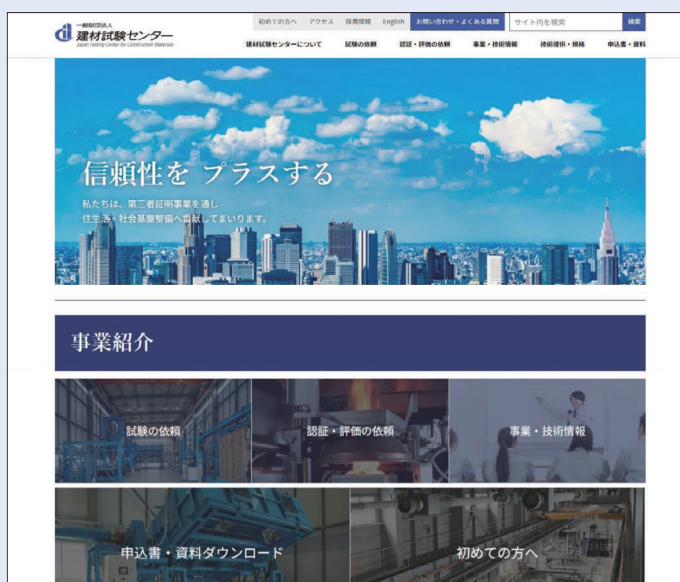 一般財団法人
建材試験センター
Japan Testing Center for Construction Materials
初めての方へ アクセス 採用情報 English お問い合わせ・よくある質問 サイト内を検索 検索
建材試験センターについて 試験の依頼 認証・評価の依頼 事業・技術情報 技術提供・規格 申込書・資料
信頼性を プラスする
私たちは、第三者証明事業を通し
住生活・社会基盤整備へ貢献してまいります。
事業紹介
試験の依頼 認証・評価の依頼 事業・技術情報
申込書・資料ダウンロード 初めての方へ